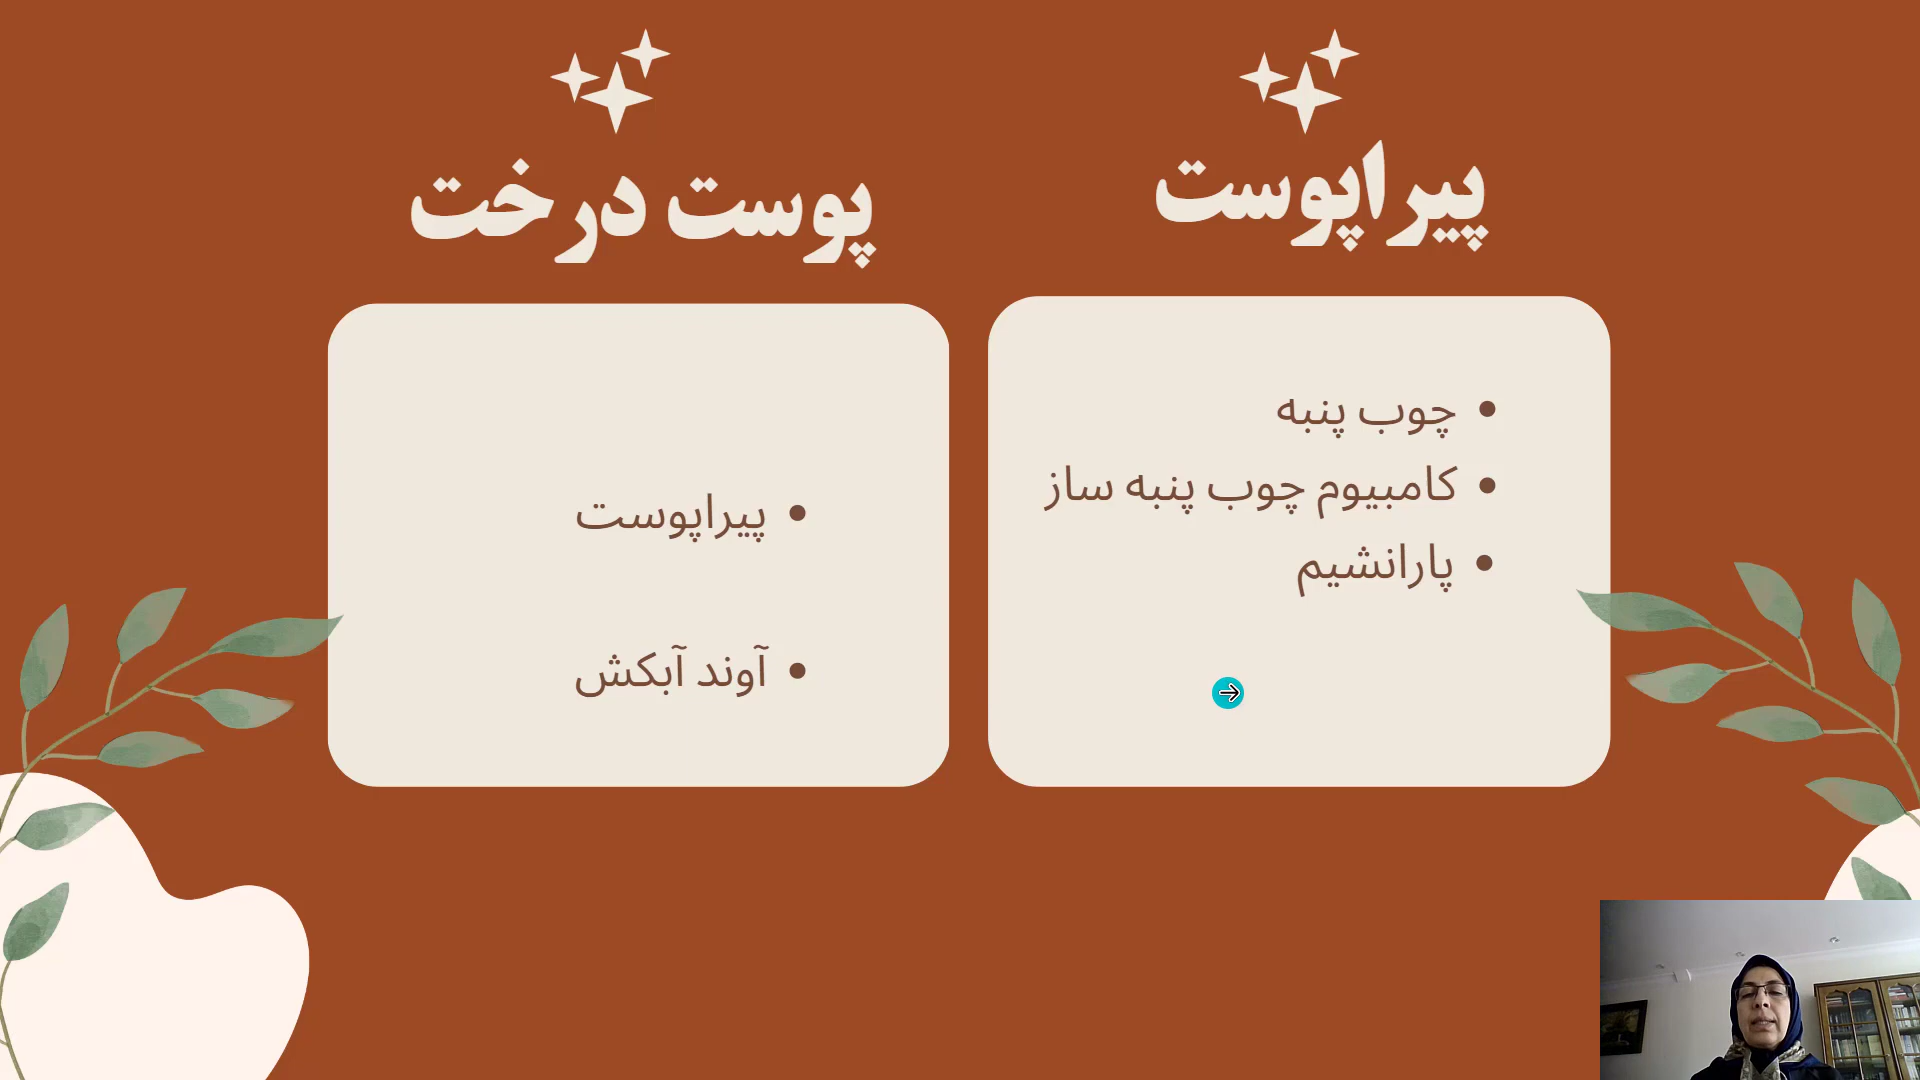 پیراپوست
چوب پنبه
کامبیوم چوب پنبه ساز
پارانشیم
پوست درخت
پیراپوست
آوند آبکش